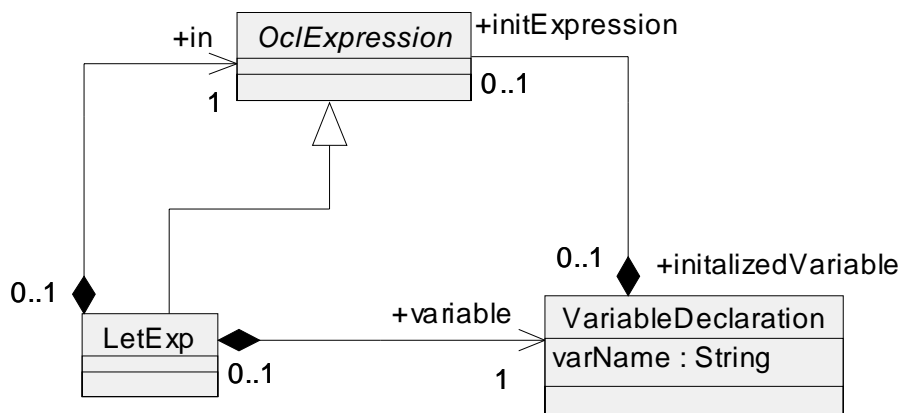 +in
OclExpression
+initExpression
1
0..1
0..1
+initalizedVariable
0..1
LetExp
0..1
+variable
1
VariableDeclaration
varName : String